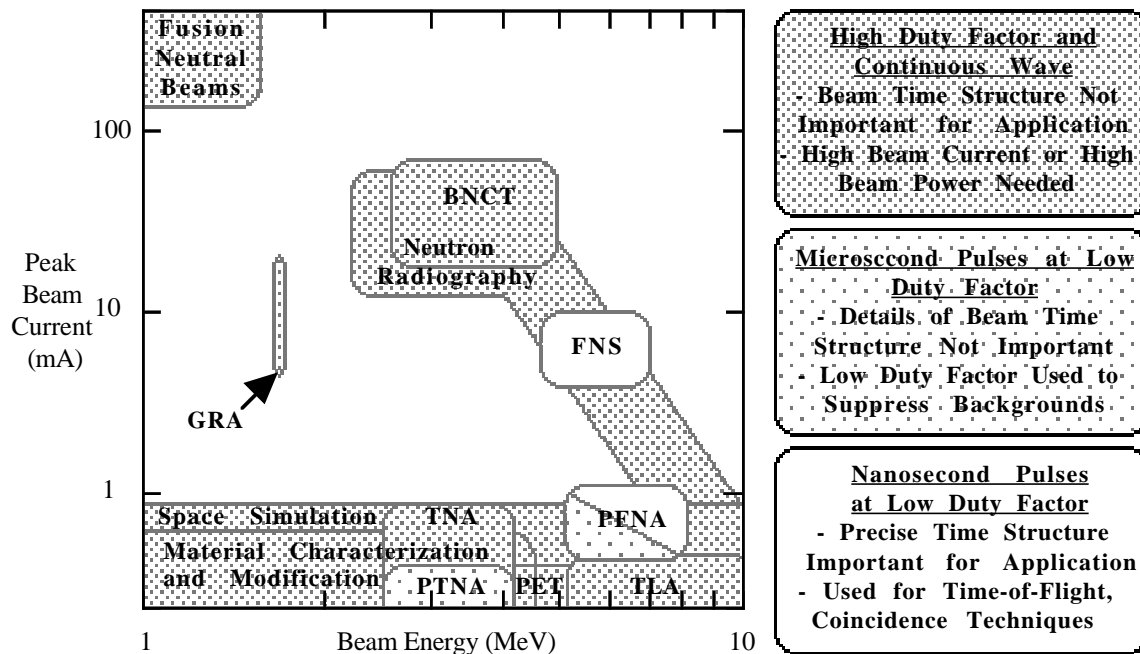 Fusion
Neutral
Beams
100
BNCT
Neutron
Radiography
Peak
Beam
Current
(mA)
10
FNS
GRA
1
Space Simulation
TNA
PFNA
Material Characterization
and Modification
PTNA
PET
TLA
1
Beam Energy (MeV)
10
High Duty Factor and
Continuous Wave
- Beam Time Structure Not
Important for Application
- High Beam Current or High
Beam Power Needed
Microsccond Pulses at Low
Duty Factor
- Details of Beam Time
Structure Not Important
- Low Duty Factor Used to
Suppress Backgrounds
Nanosecond Pulses
at Low Duty Factor
- Precise Time Structure
Important for Application
- Used for Time-of-Flight,
Coincidence Techniques